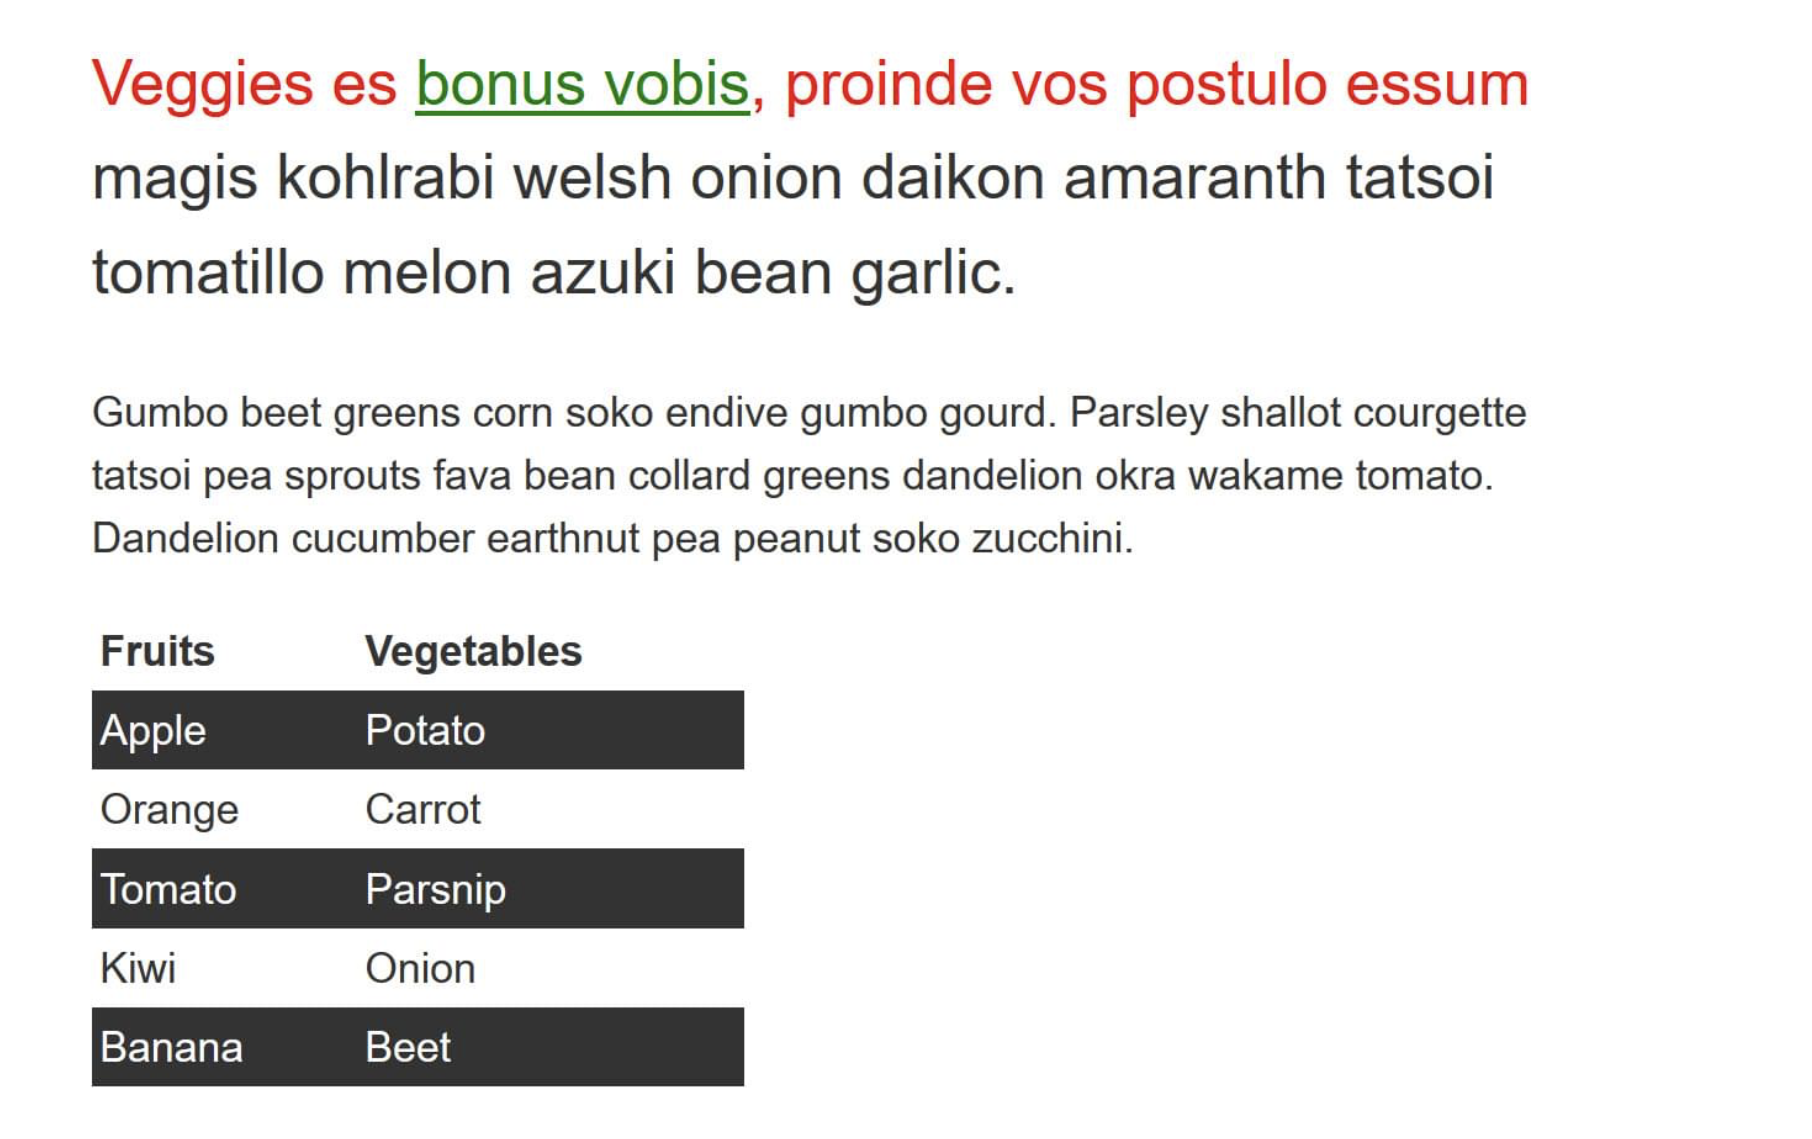 Veggies es bonus vobis, proinde vos postulo essum
magis kohlrabi welsh onion daikon amaranth tatsoi
tomatillo melon azuki bean garlic.
Gumbo beet greens corn soko endive gumbo gourd. Parsley shallot courgette
tatsoi pea sprouts fava bean collard greens dandelion okra wakame tomato.
Dandelion cucumber earthnut pea peanut soko zucchini.
Fruits Vegetables
Apple Potato
Orange Carrot
Tomato Parsnip
Kiwi Onion
Banana Beet